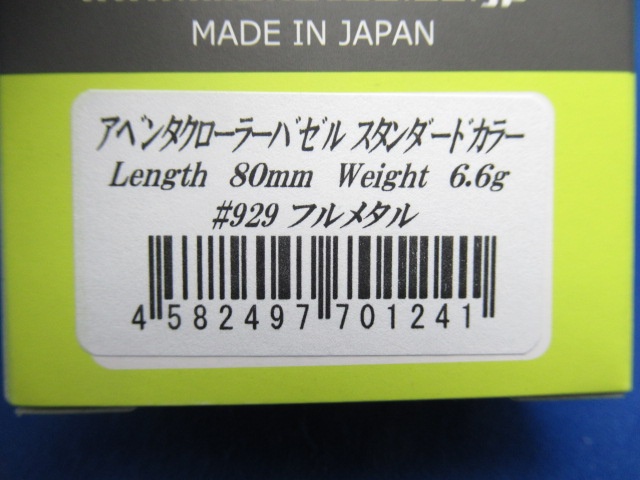 MADE IN JAPAN
アベンタクローラーバゼル スタンダードカラー
Length 80mm Weight 6.6g
#929 フルメタル
4 582497 701241